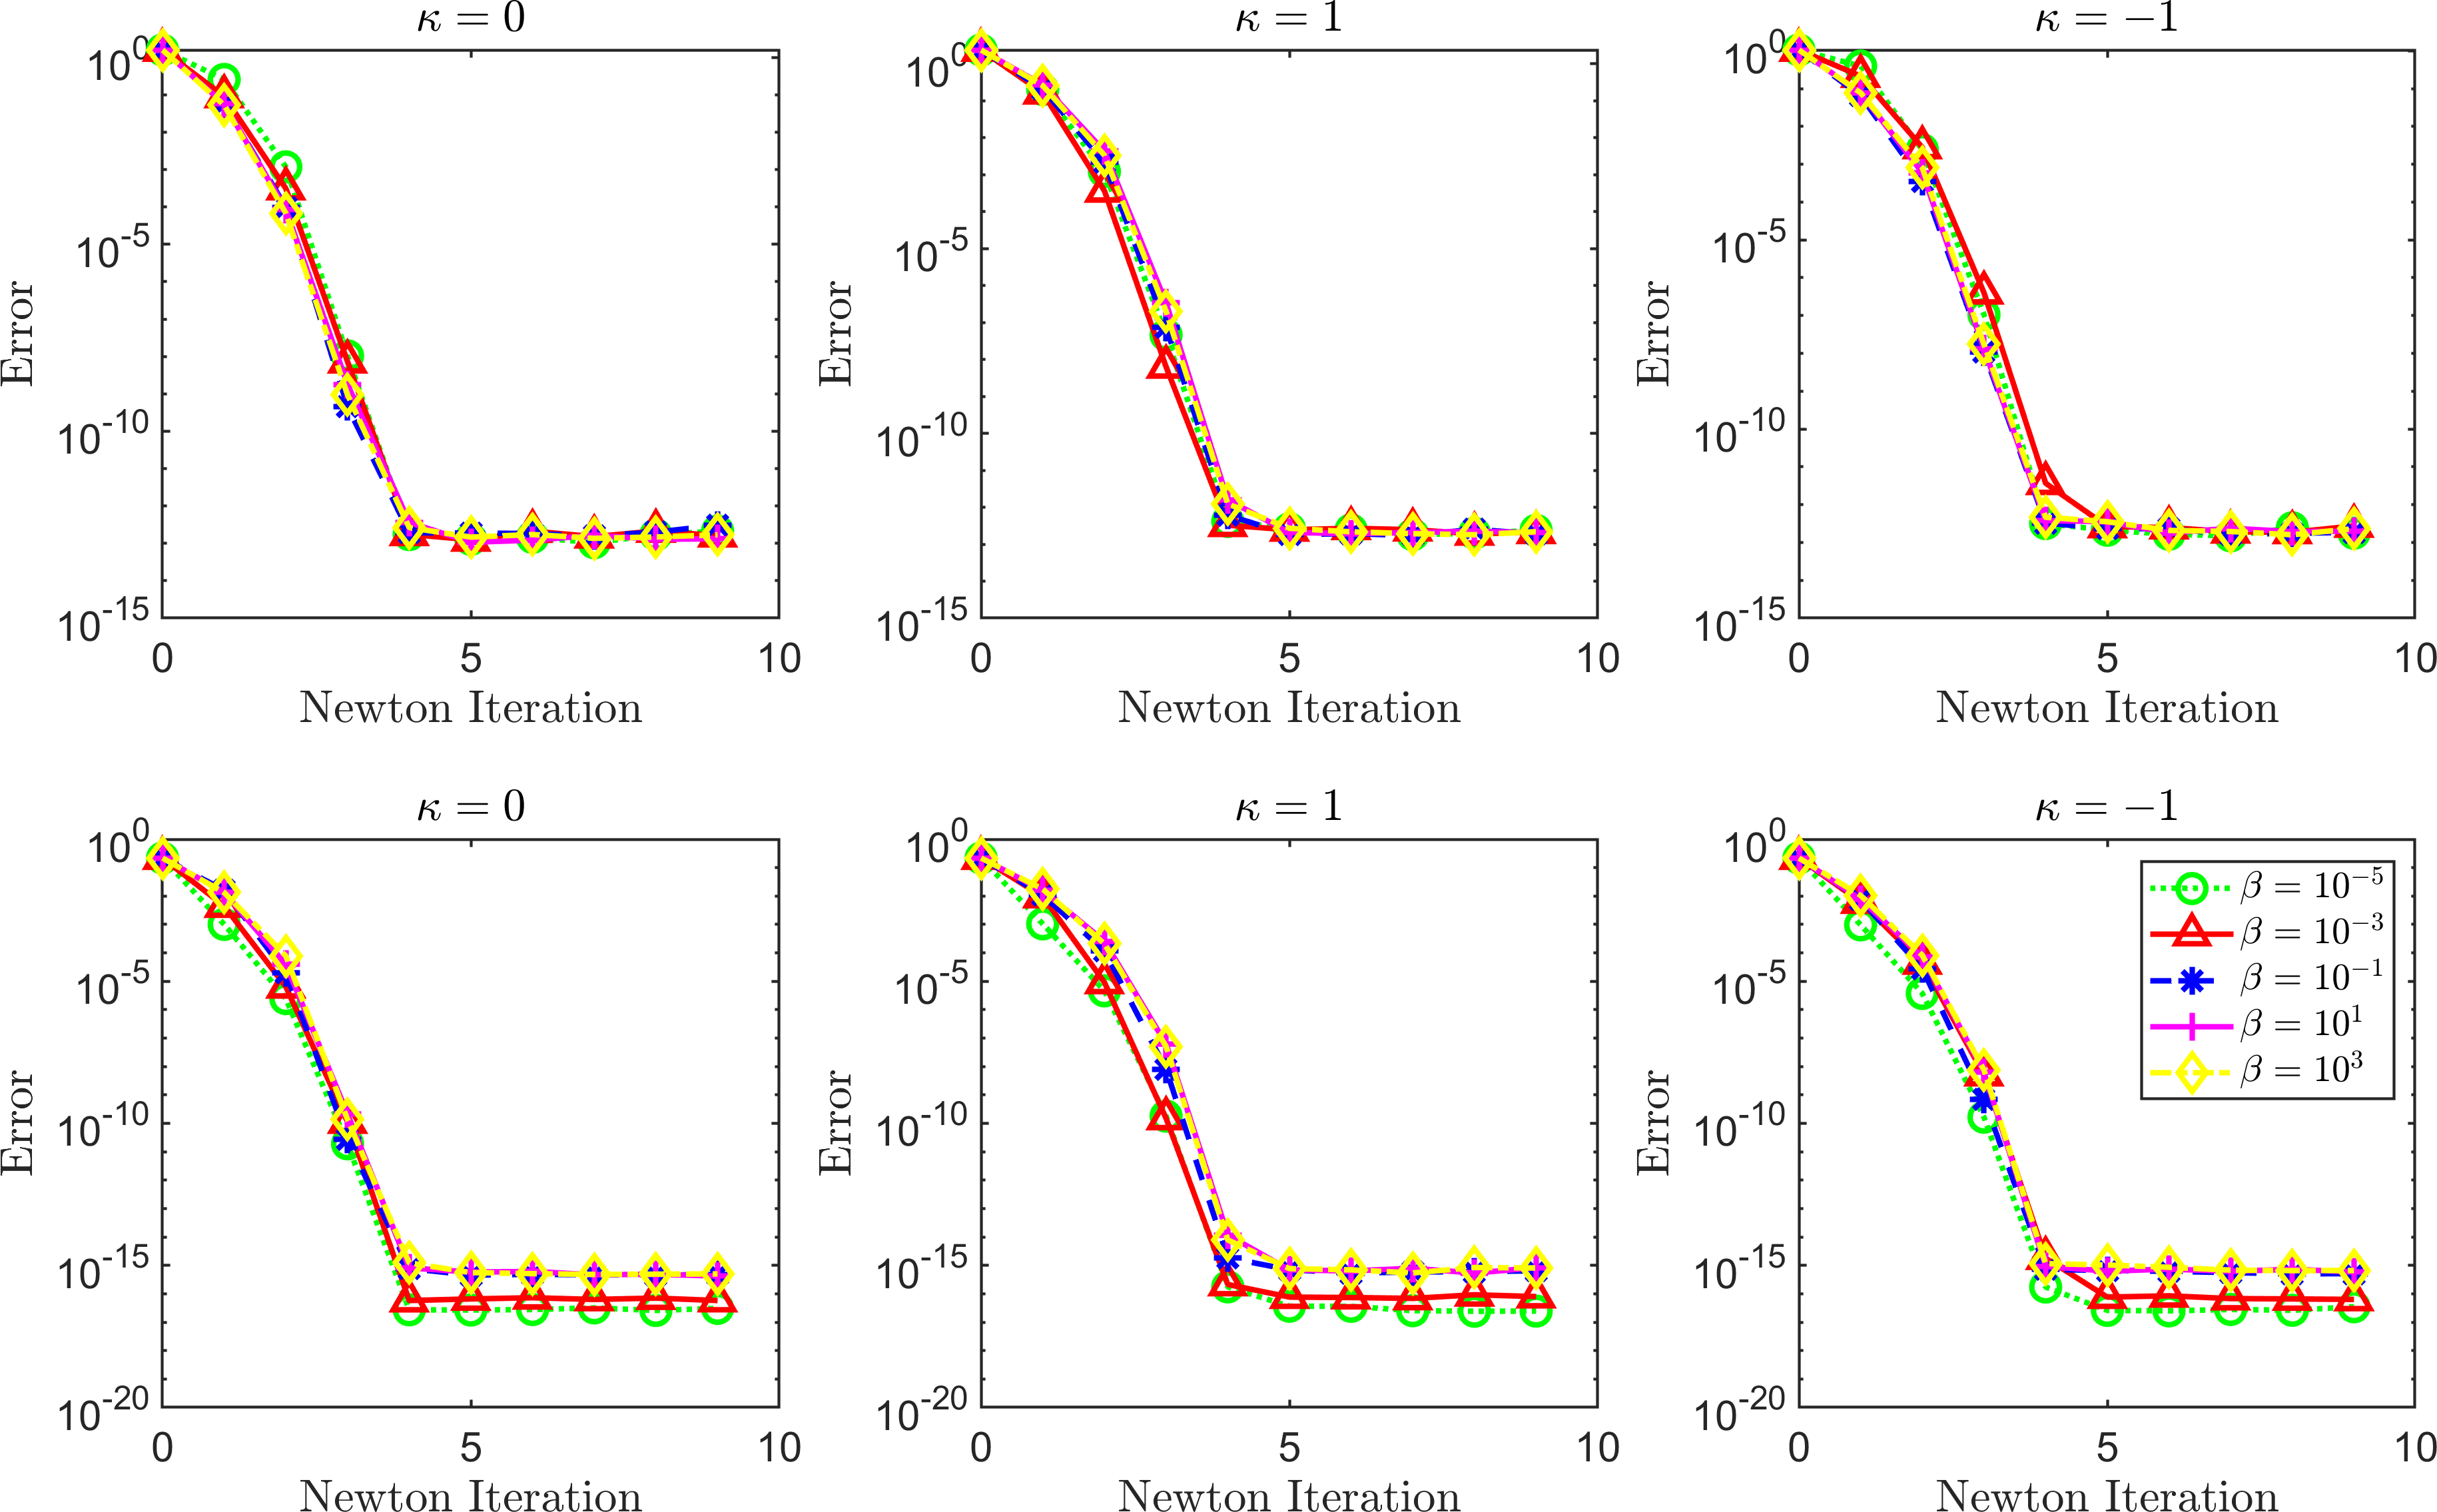 κ = 0
10^0
10^-5
10^-10
10^-15
Error
0 5 10
Newton Iteration
κ = 1
10^0
10^-5
10^-10
10^-15
Error
0 5 10
Newton Iteration
κ = −1
10^0
10^-5
10^-10
10^-15
Error
0 5 10
Newton Iteration
κ = 0
10^0
10^-5
10^-10
10^-15
10^-20
Error
0 5 10
Newton Iteration
κ = 1
10^0
10^-5
10^-10
10^-15
10^-20
Error
0 5 10
Newton Iteration
κ = −1
10^0
10^-5
10^-10
10^-15
10^-20
Error
0 5 10
Newton Iteration
β = 10^−5
β = 10^−3
β = 10^−1
β = 10^1
β = 10^3